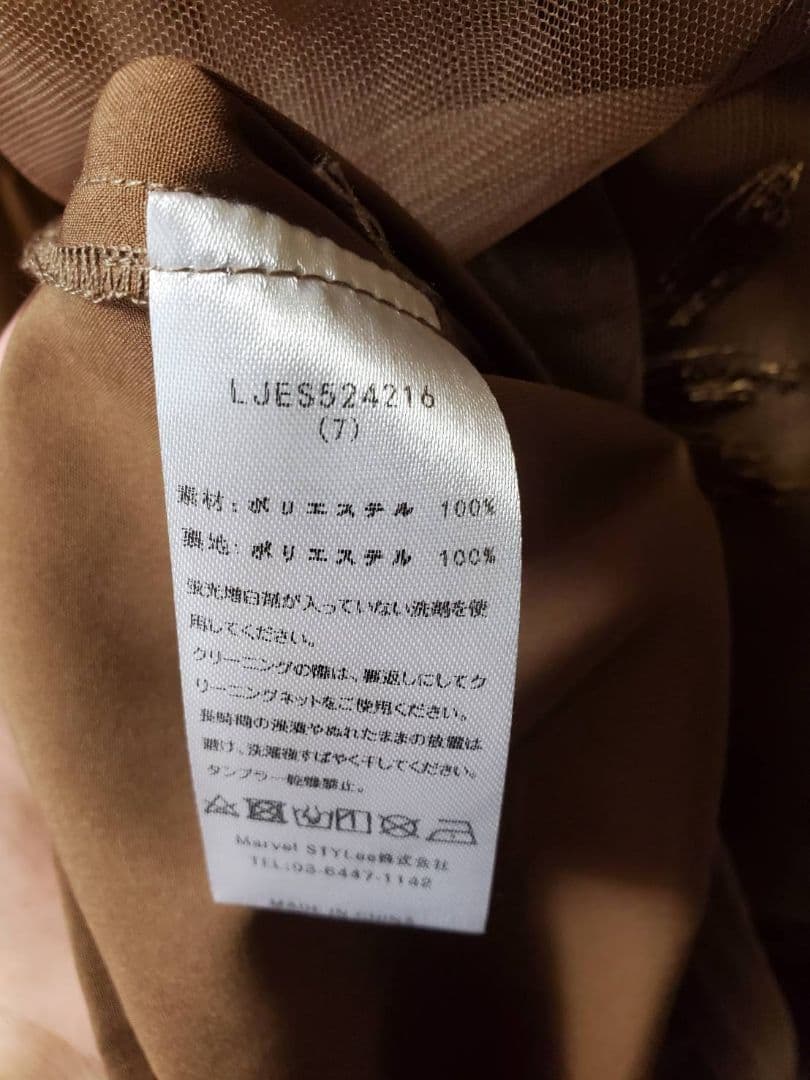 LJES524216
(7)
素材:ポリエステル 100%
裏地:ポリエステル 100%
蛍光増白剤が入っていない洗剤を使
用してください。
クリーニングの際は、裏返しにしてク
リーニングネットをご使用ください。
長時間の浸漬やぬれたままの放置は
避け、洗濯後すばやく干してください。
タンブラー乾燥禁止。
Marvel STYLee株式会社
TEL:03-6447-1142
MADE IN CHINA